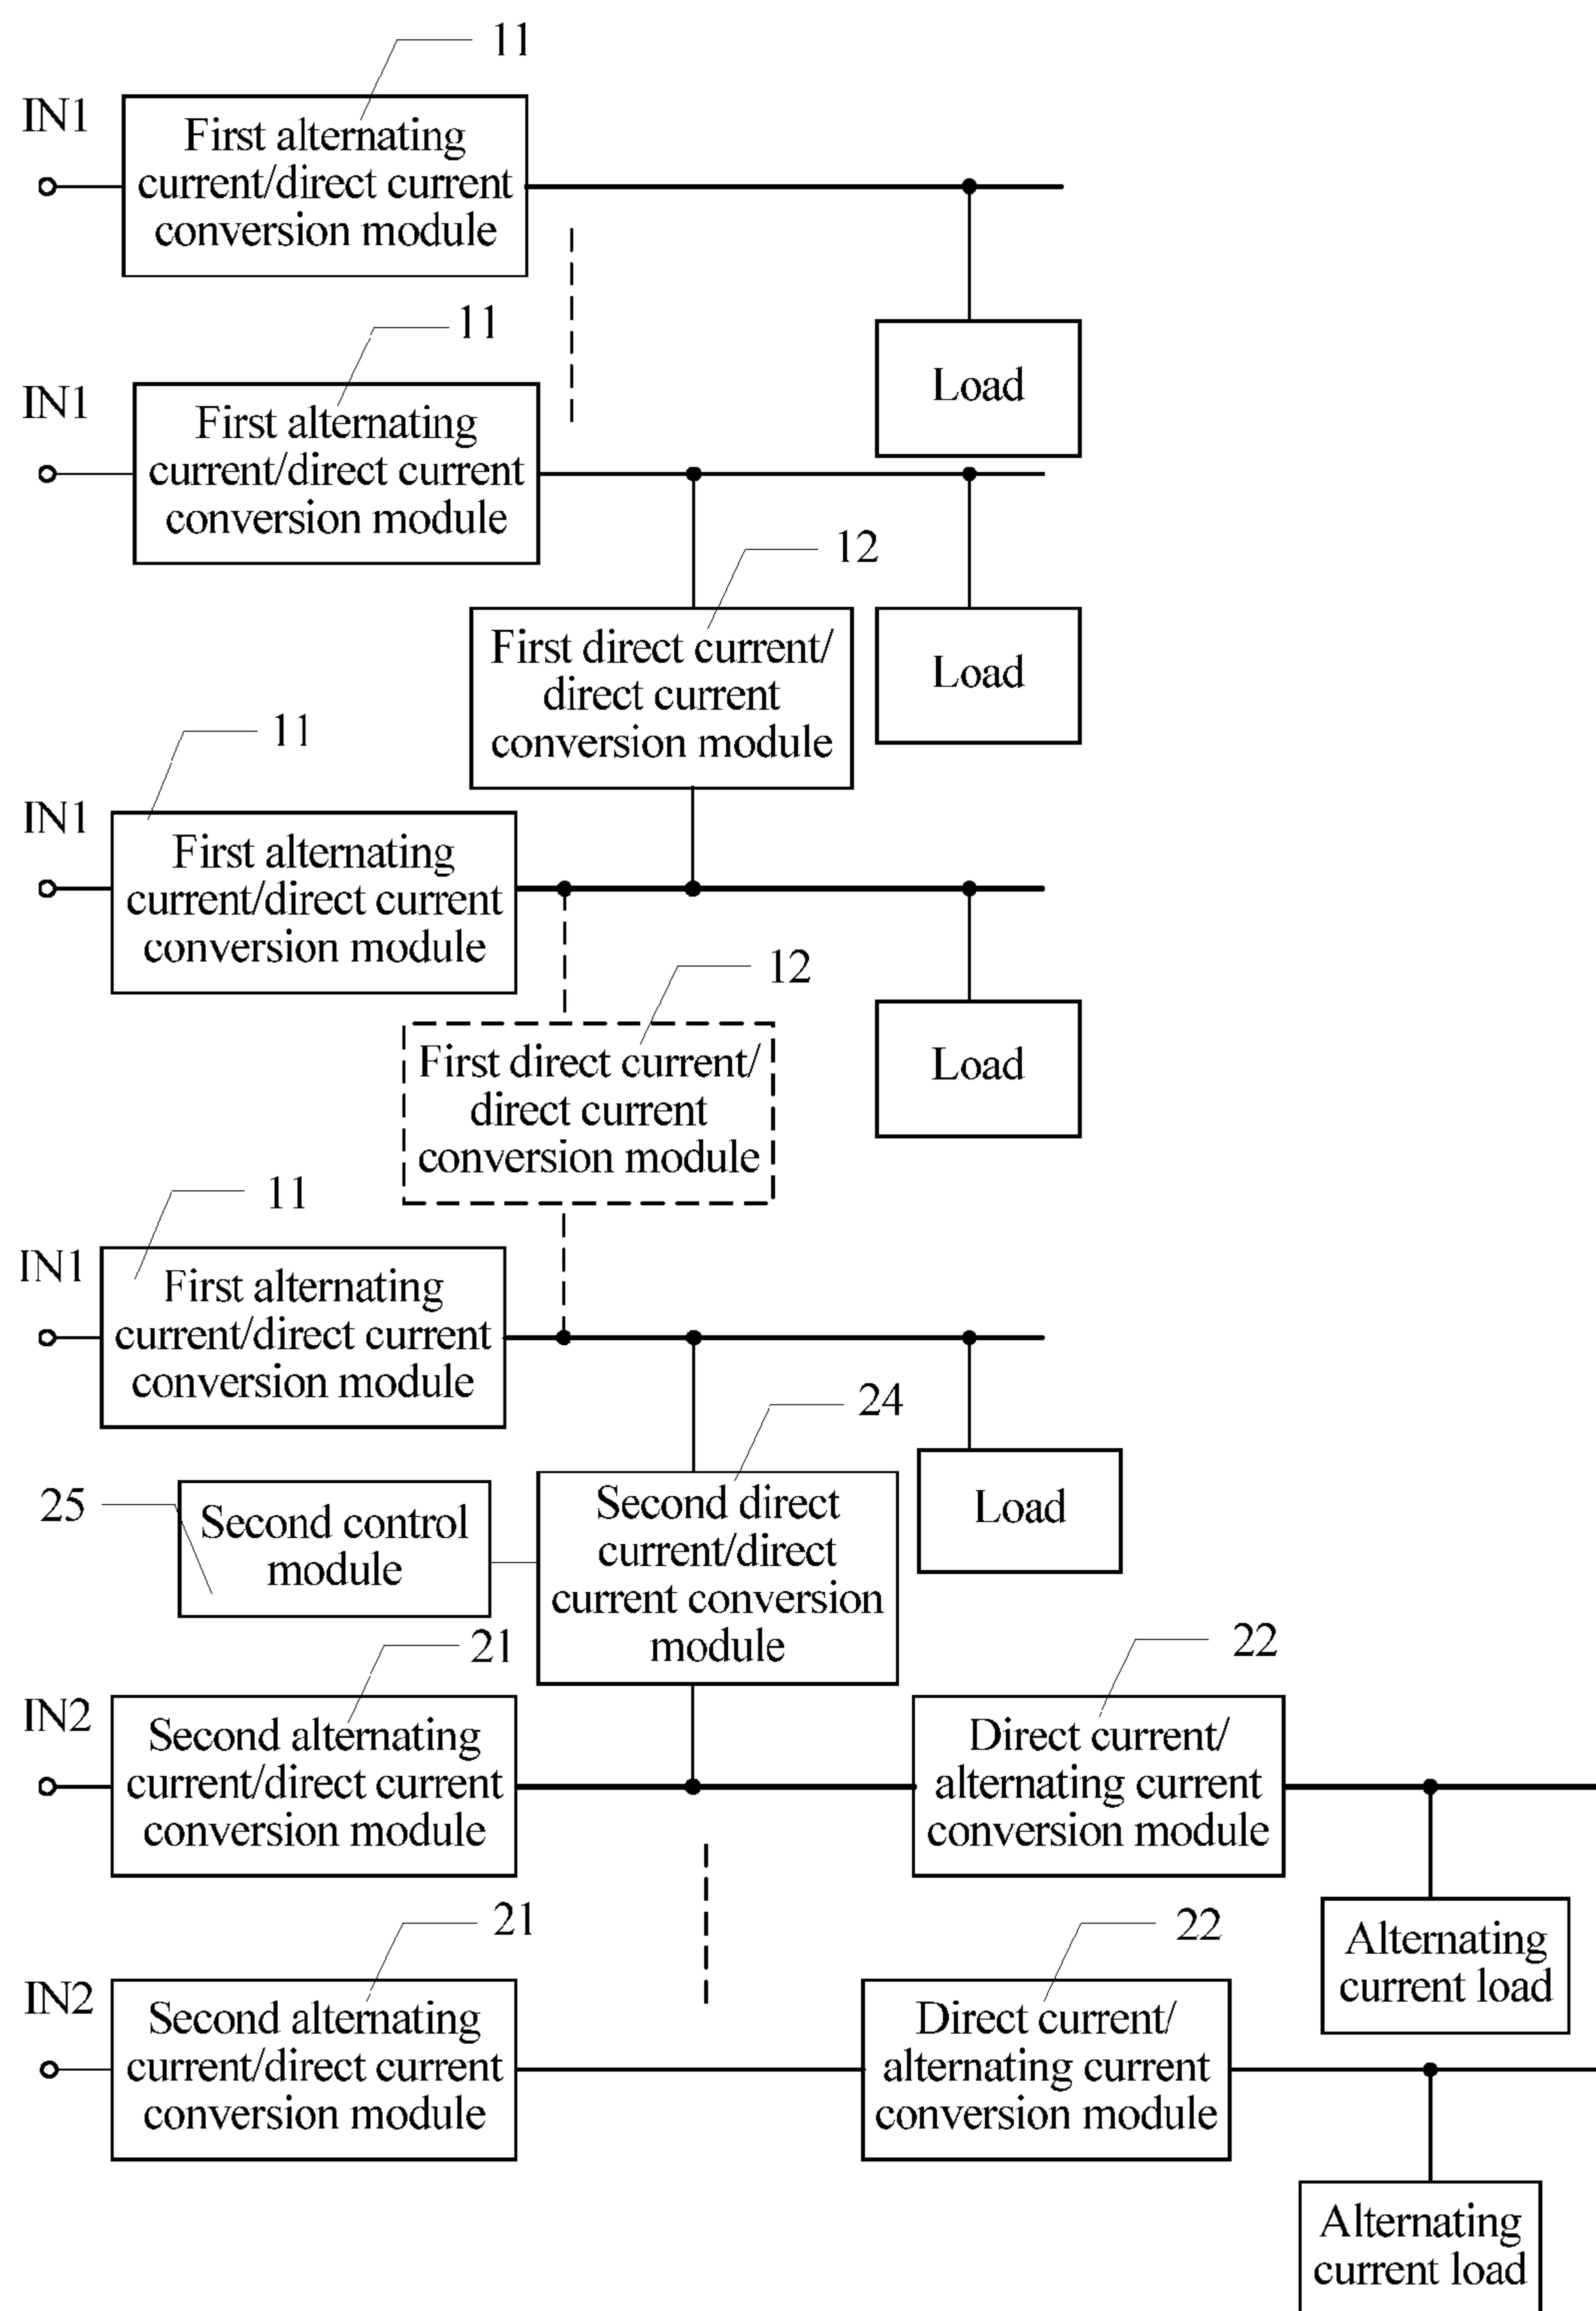 11
IN1
First alternating
current/direct current
conversion module
Load
11
IN1
First alternating
current/direct current
conversion module
12
First direct current/
direct current
conversion module
Load
11
IN1
First alternating
current/direct current
conversion module
12
First direct current/
direct current
conversion module
Load
11
IN1
First alternating
current/direct current
conversion module
24
25
Second control
module
Second direct
current/direct
current conversion
module
Load
21
22
IN2
Second alternating
current/direct current
conversion module
Direct current/
alternating current
conversion module
Alternating
current load
21
22
IN2
Second alternating
current/direct current
conversion module
Direct current/
alternating current
conversion module
Alternating
current load